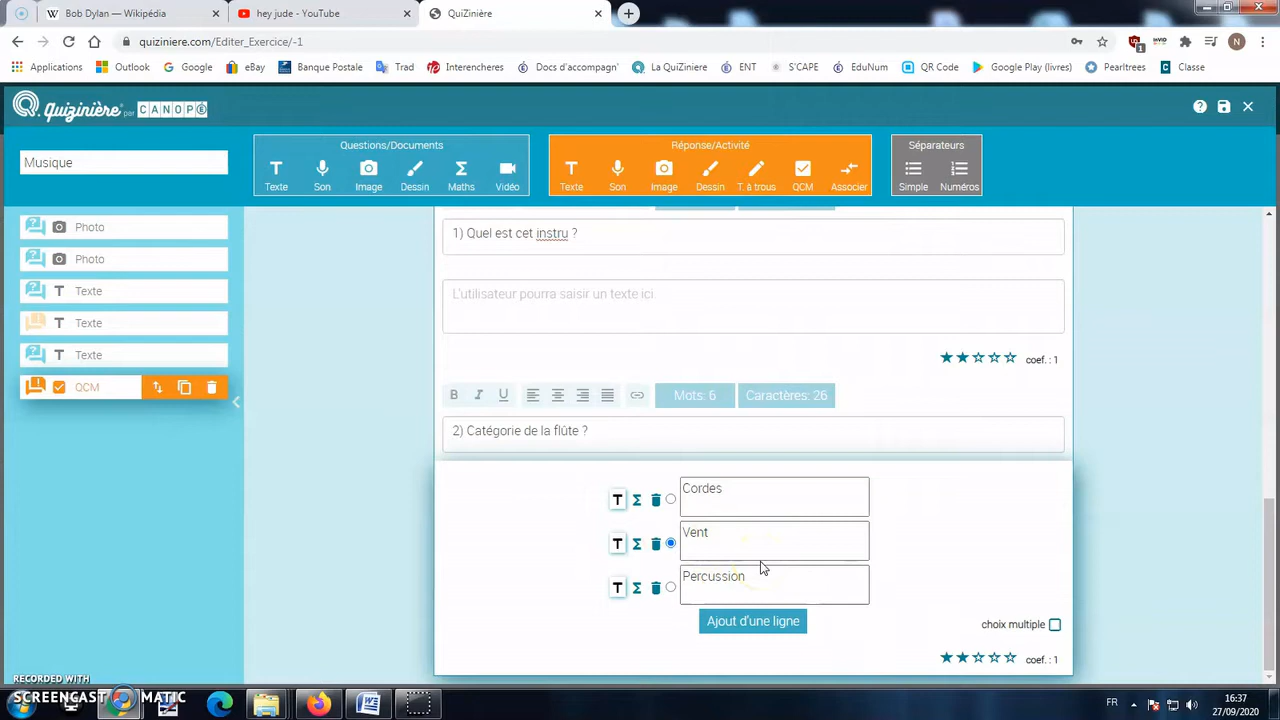 Bob Dylan — Wikipédia
hey jude - YouTube
QuiZinière
quiziniere.com/Editer_Exercice/-1
1
N
Applications
Outlook
Google
eBay
Banque Postale
Trad
Interencheres
Docs d'accompagn'
La QuiZiniere
ENT
S'CAPE
EduNum
QR Code
Google Play (livres)
Pearltrees
Classe
Quizinière par CANOPÉ
Musique
Questions/Documents
Texte
Son
Image
Dessin
Maths
Vidéo
Réponse/Activité
Texte
Son
Image
Dessin
T. à trous
QCM
Associer
Séparateurs
Simple
Numéros
Photo
Photo
T Texte
T Texte
T Texte
QCM
1) Quel est cet instru ?
L'utilisateur pourra saisir un texte ici.
coef. : 1
B I U
Mots: 6
Caractères: 26
2) Catégorie de la flûte ?
T Σ Cordes
T Σ Vent
T Σ Percussion
Ajout d'une ligne
choix multiple
coef. : 1
RECORDED WITH
SCREENCAST MATIC
FR
16:37
27/09/2020